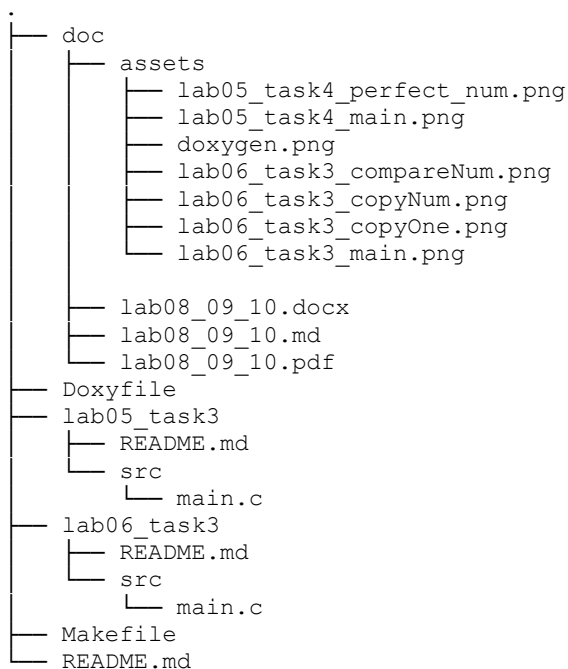 .
├── doc
│   ├── assets
│   │   ├── lab05_task4_perfect_num.png
│   │   ├── lab05_task4_main.png
│   │   ├── doxygen.png
│   │   ├── lab06_task3_compareNum.png
│   │   ├── lab06_task3_copyNum.png
│   │   ├── lab06_task3_copyOne.png
│   │   └── lab06_task3_main.png
│   ├── lab08_09_10.docx
│   ├── lab08_09_10.md
│   └── lab08_09_10.pdf
├── Doxyfile
├── lab05_task3
│   ├── README.md
│   └── src
│       └── main.c
├── lab06_task3
│   ├── README.md
│   └── src
│       └── main.c
├── Makefile
└── README.md